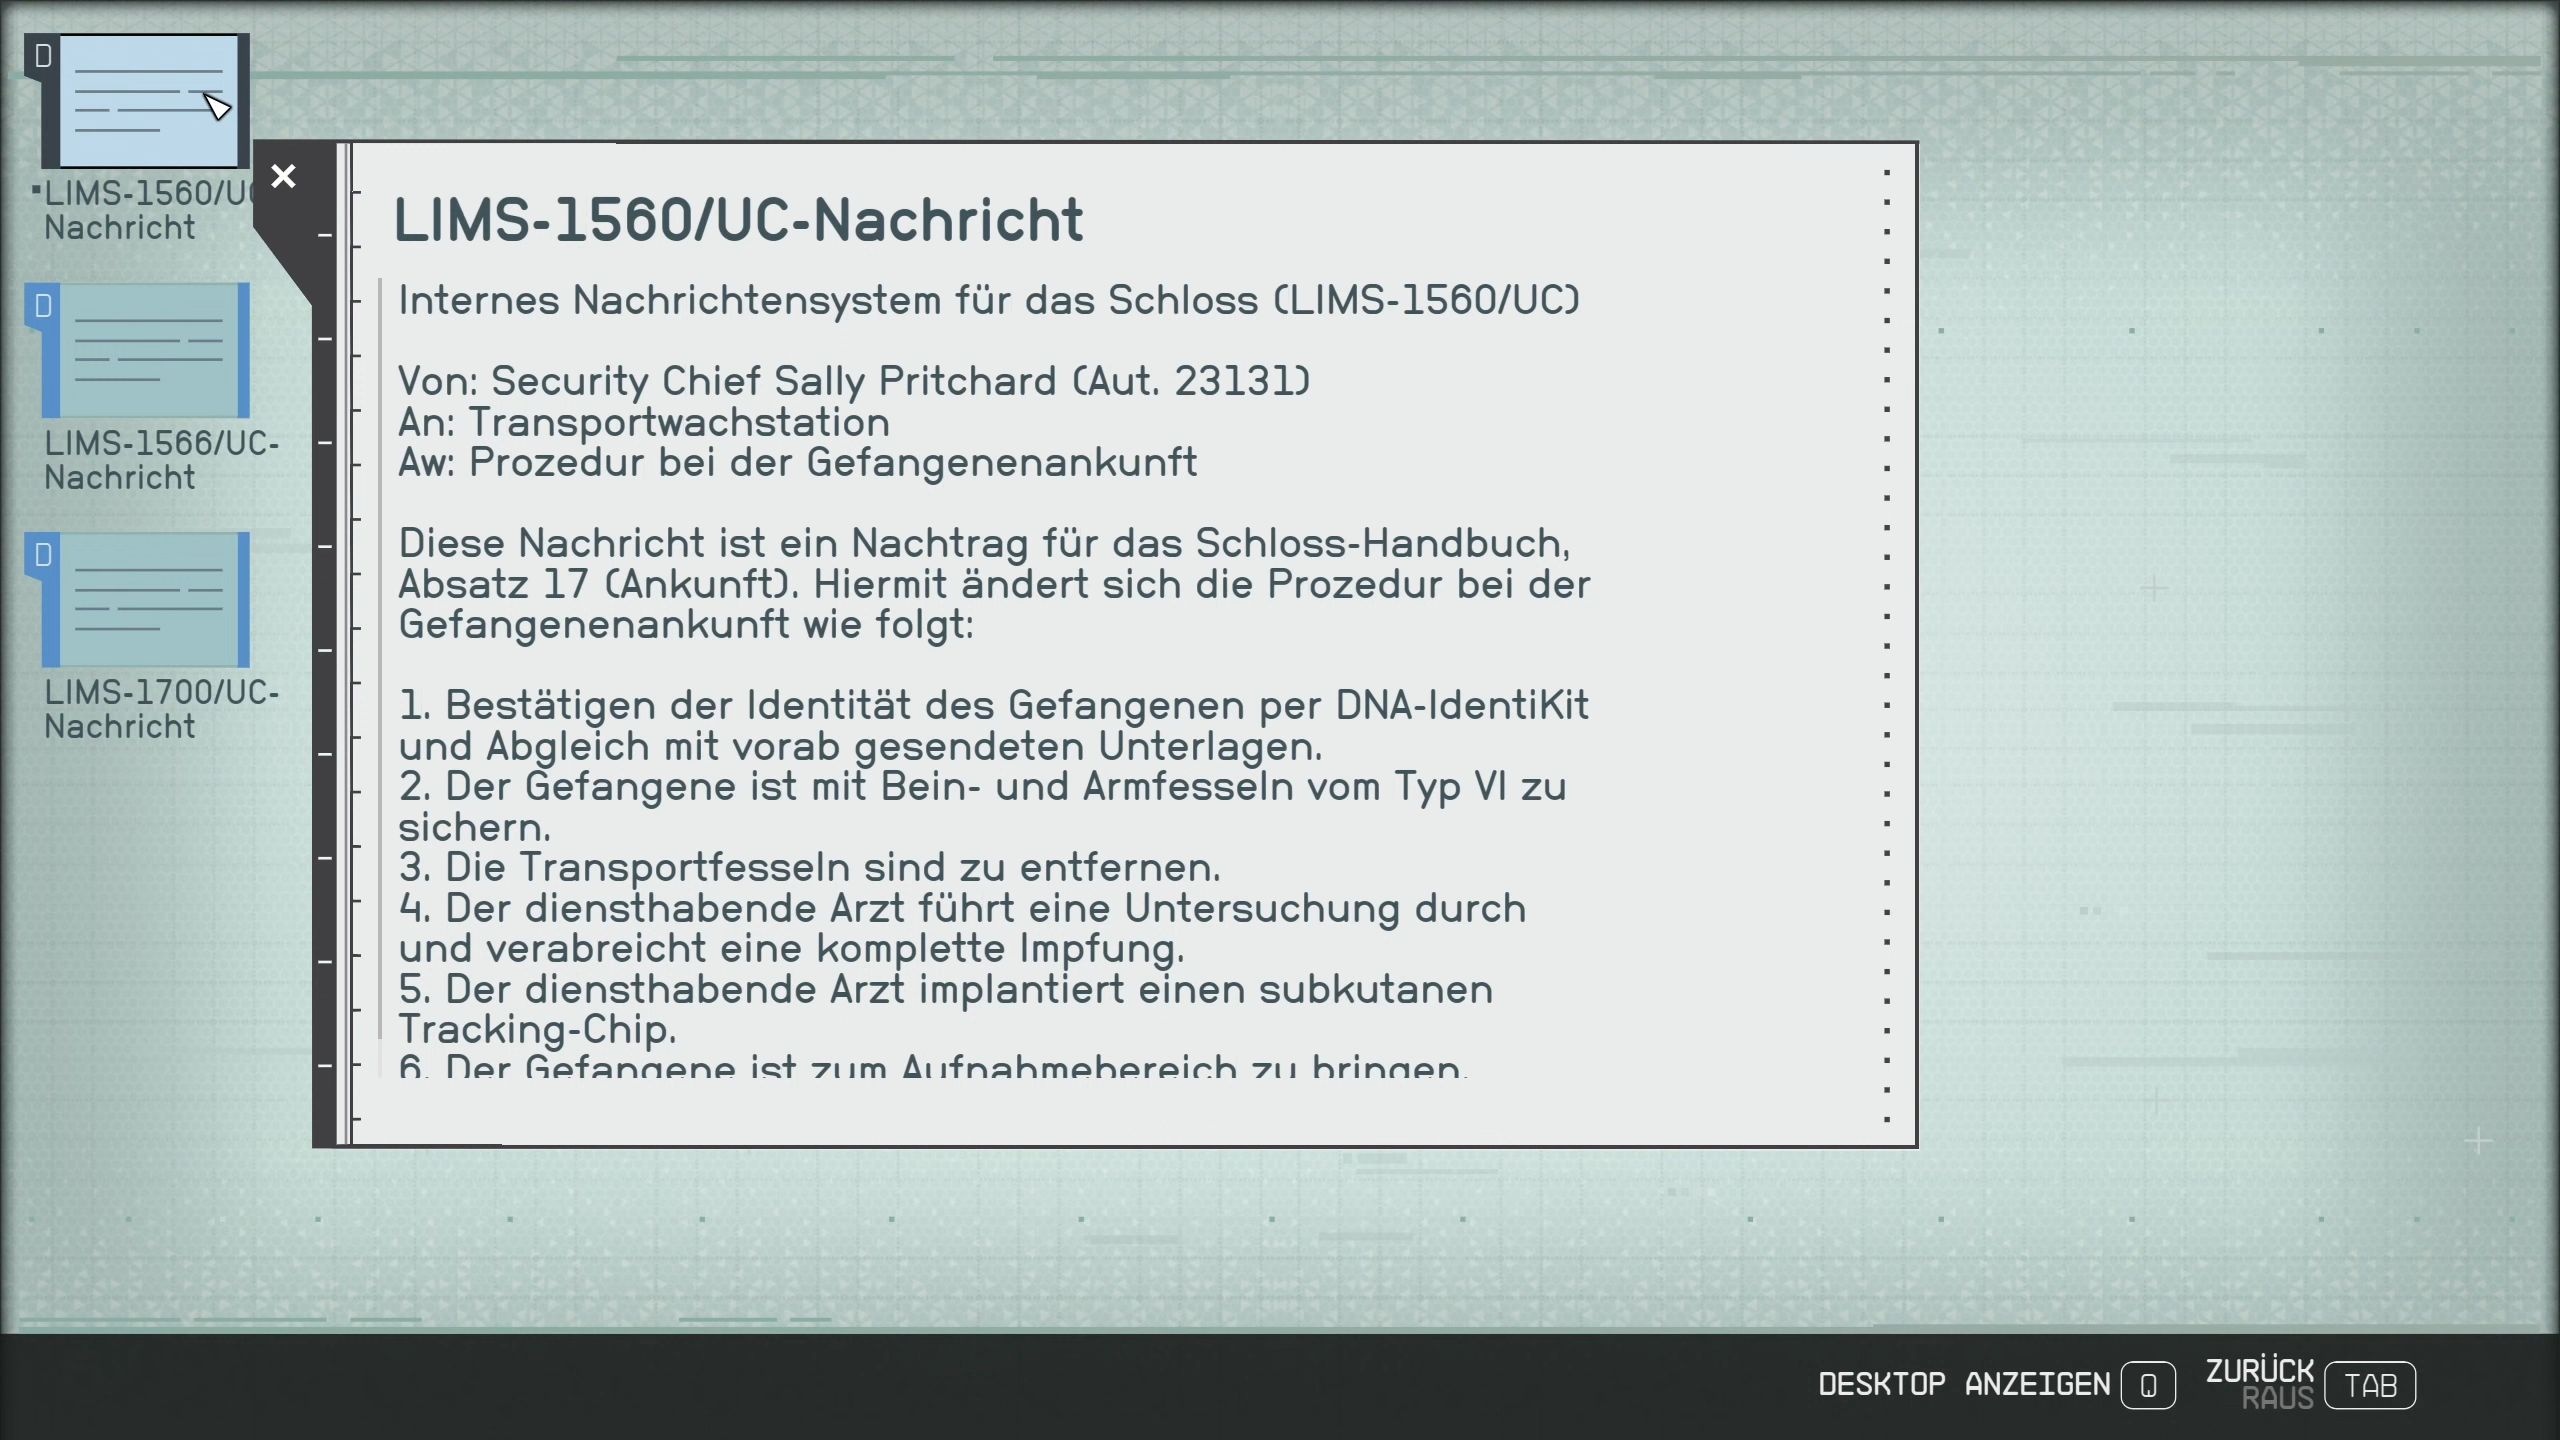 D
LIMS-1560/UC
Nachricht
D
LIMS-1566/UC-
Nachricht
D
LIMS-1700/UC-
Nachricht
LIMS-1560/UC-Nachricht
Internes Nachrichtensystem für das Schloss (LIMS-1560/UC)
Von: Security Chief Sally Pritchard (Aut. 23131)
An: Transportwachstation
Aw: Prozedur bei der Gefangenenankunft
Diese Nachricht ist ein Nachtrag für das Schloss-Handbuch,
Absatz 17 (Ankunft). Hiermit ändert sich die Prozedur bei der
Gefangenenankunft wie folgt:
1. Bestätigen der Identität des Gefangenen per DNA-IdentiKit
und Abgleich mit vorab gesendeten Unterlagen.
2. Der Gefangene ist mit Bein- und Armfesseln vom Typ VI zu
sichern.
3. Die Transportfesseln sind zu entfernen.
4. Der diensthabende Arzt führt eine Untersuchung durch
und verabreicht eine komplette Impfung.
5. Der diensthabende Arzt implantiert einen subkutanen
Tracking-Chip.
6. Der Gefangene ist zum Aufnahmebereich zu bringen.
DESKTOP ANZEIGEN Q
ZURÜCK TAB
RAUS